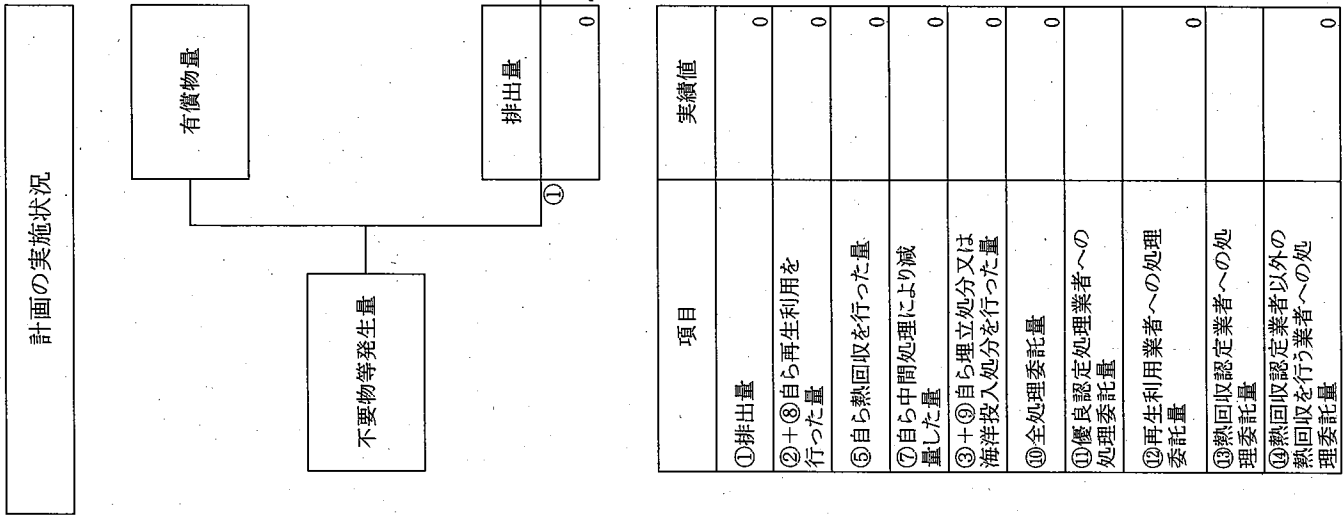 計画の実施状況
有償物量
不要物等発生量
排出量
0
①
項目 実績値
①排出量 0
②+⑧自ら再生利用を
行った量 0
⑤自ら熱回収を行った量 0
⑦自ら中間処理により減
量した量 0
③+⑨自ら埋立処分又は
海洋投入処分を行った量 0
⑩全処理委託量 0
⑪優良認定処理業者への
処理委託量
⑫再生利用業者への処理
委託量 0
⑬熱回収認定業者への処
理委託量
⑭熱回収認定業者以外の
熱回収を行う業者への処
理委託量 0